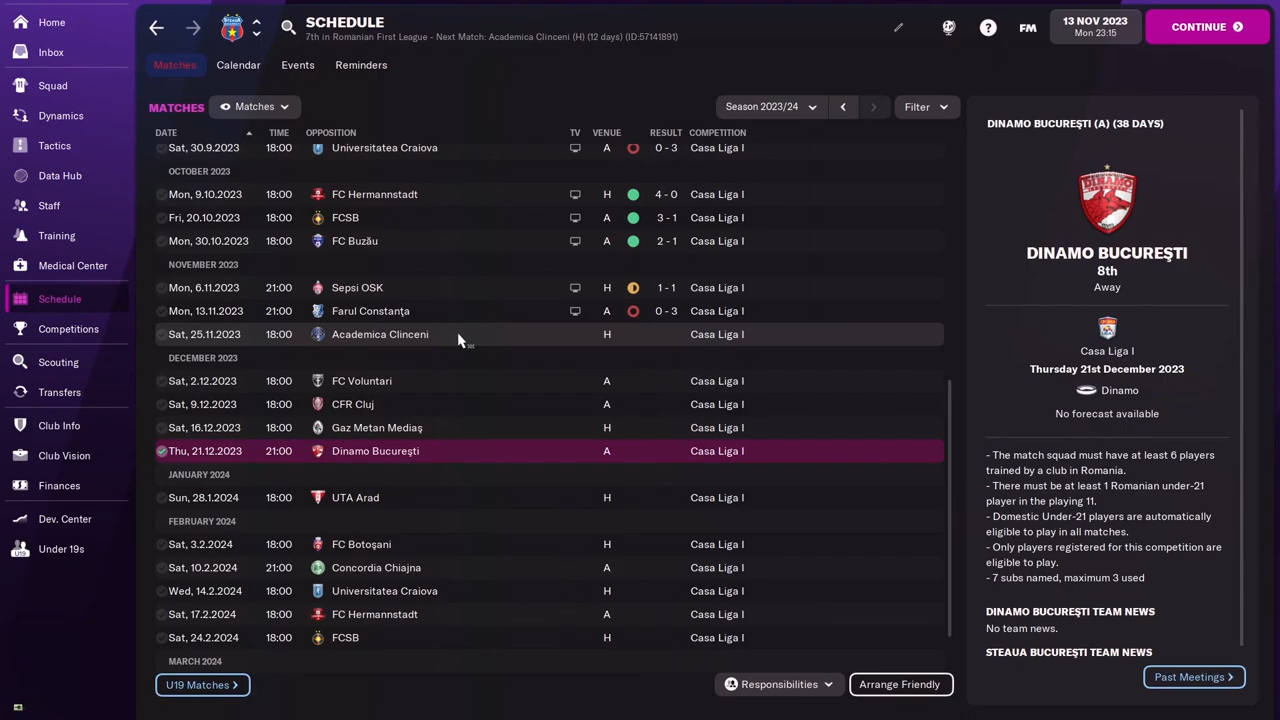 Home
Inbox
Squad
Dynamics
Tactics
Data Hub
Staff
Training
Medical Center
Schedule
Competitions
Scouting
Transfers
Club Info
Club Vision
Finances
Dev. Center
Under 19s
SCHEDULE
7th in Romanian First League - Next Match: Academica Clinceni (H) (12 days) (ID:57141891)
FM
13 NOV 2023
Mon 23:15
CONTINUE
Matches Calendar Events Reminders
MATCHES Matches Season 2023/24 Filter
DATE TIME OPPOSITION TV VENUE RESULT COMPETITION
Sat, 30.9.2023 18:00 Universitatea Craiova A 0 - 3 Casa Liga I
OCTOBER 2023
Mon, 9.10.2023 18:00 FC Hermannstadt H 4 - 0 Casa Liga I
Fri, 20.10.2023 18:00 FCSB A 3 - 1 Casa Liga I
Mon, 30.10.2023 18:00 FC Buzău A 2 - 1 Casa Liga I
NOVEMBER 2023
Mon, 6.11.2023 21:00 Sepsi OSK H 1 - 1 Casa Liga I
Mon, 13.11.2023 21:00 Farul Constanţa A 0 - 3 Casa Liga I
Sat, 25.11.2023 18:00 Academica Clinceni H Casa Liga I
DECEMBER 2023
Sat, 2.12.2023 18:00 FC Voluntari A Casa Liga I
Sat, 9.12.2023 18:00 CFR Cluj A Casa Liga I
Sat, 16.12.2023 18:00 Gaz Metan Mediaş H Casa Liga I
Thu, 21.12.2023 21:00 Dinamo Bucureşti A Casa Liga I
JANUARY 2024
Sun, 28.1.2024 18:00 UTA Arad H Casa Liga I
FEBRUARY 2024
Sat, 3.2.2024 18:00 FC Botoşani H Casa Liga I
Sat, 10.2.2024 21:00 Concordia Chiajna A Casa Liga I
Wed, 14.2.2024 18:00 Universitatea Craiova H Casa Liga I
Sat, 17.2.2024 18:00 FC Hermannstadt A Casa Liga I
Sat, 24.2.2024 18:00 FCSB H Casa Liga I
MARCH 2024
U19 Matches > Responsibilities Arrange Friendly
DINAMO BUCUREŞTI (A) (38 DAYS)
DINAMO
DINAMO BUCUREŞTI
8th
Away
Casa Liga I
Thursday 21st December 2023
Dinamo
No forecast available
- The match squad must have at least 6 players
trained by a club in Romania.
- There must be at least 1 Romanian under-21
player in the playing 11.
- Domestic Under-21 players are automatically
eligible to play in all matches.
- Only players registered for this competition are
eligible to play.
- 7 subs named, maximum 3 used
DINAMO BUCUREŞTI TEAM NEWS
No team news.
STEAUA BUCUREŞTI TEAM NEWS
Past Meetings >